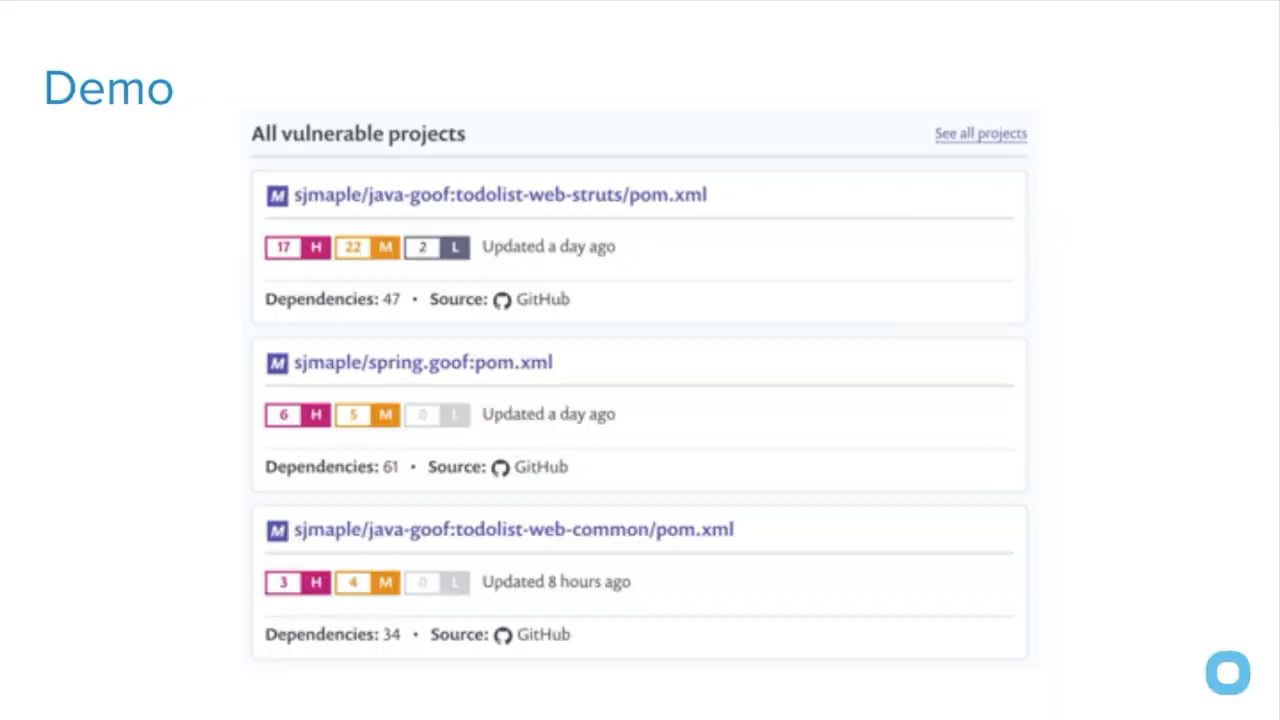 Demo
All vulnerable projects
See all projects
M sjmaple/java-goof:todolist-web-struts/pom.xml
17 H 22 M 2 L Updated a day ago
Dependencies: 47 • Source: GitHub
M sjmaple/spring.goof:pom.xml
6 H 5 M 0 L Updated a day ago
Dependencies: 61 • Source: GitHub
M sjmaple/java-goof:todolist-web-common/pom.xml
3 H 4 M 0 L Updated 8 hours ago
Dependencies: 34 • Source: GitHub